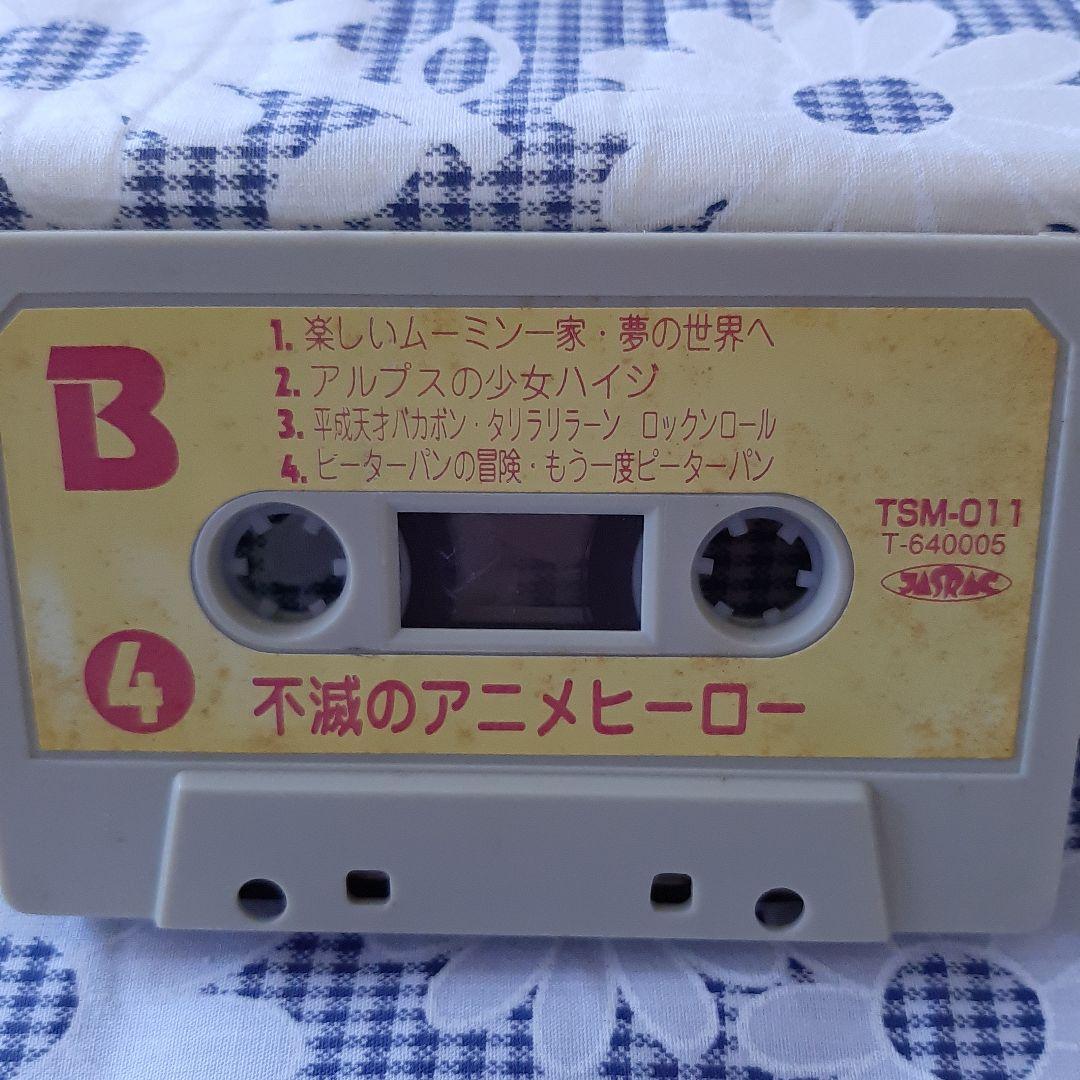 B
1. 楽しいムーミン一家・夢の世界へ
2. アルプスの少女ハイジ
3. 平成天才バカボン・タリラリラーン ロックンロール
4. ピーターパンの冒険・もう一度ピーターパン
TSM-011
T-640005
JASRAC
4
不滅のアニメヒーロー